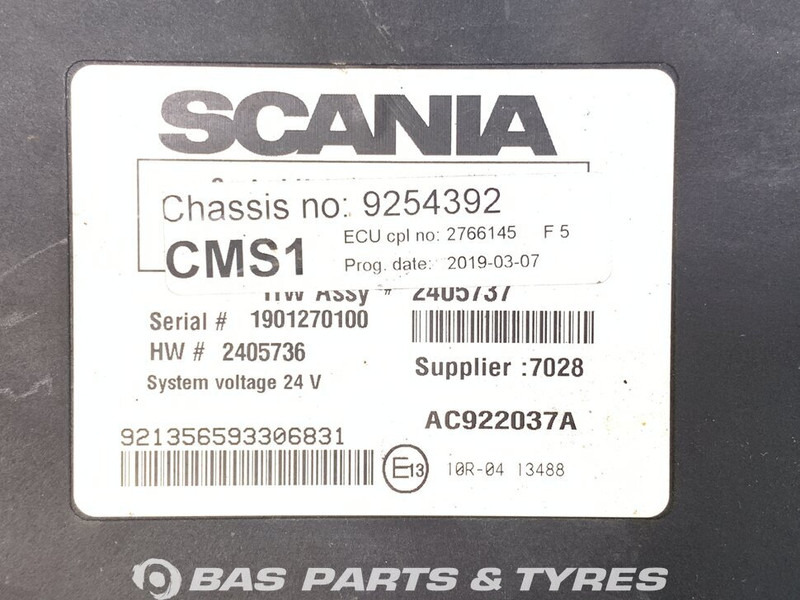 SCANIA
Chassis no: 9254392
ECU cpl no: 2766145 F 5
CMS1
Prog. date: 2019-03-07
HW Assy # 2405737
Serial # 1901270100
HW # 2405736
Supplier :7028
System voltage 24 V
AC922037A
921356593306831
E13 10R-04 13488
BAS PARTS & TYRES